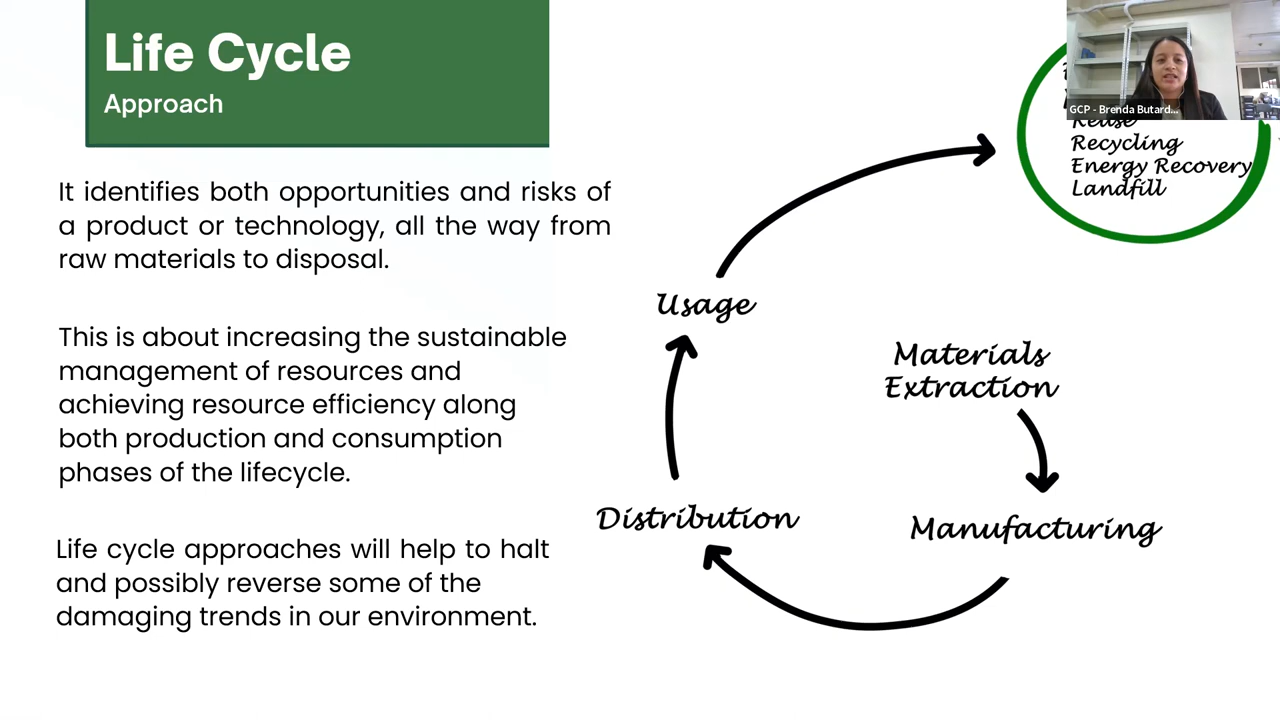 Life Cycle
Approach
It identifies both opportunities and risks of
a product or technology, all the way from
raw materials to disposal.
This is about increasing the sustainable
management of resources and
achieving resource efficiency along
both production and consumption
phases of the lifecycle.
Life cycle approaches will help to halt
and possibly reverse some of the
damaging trends in our environment.
GCP - Brenda Butard...
Reuse
Recycling
Energy Recovery
Landfill
Usage
Materials
Extraction
Distribution
Manufacturing